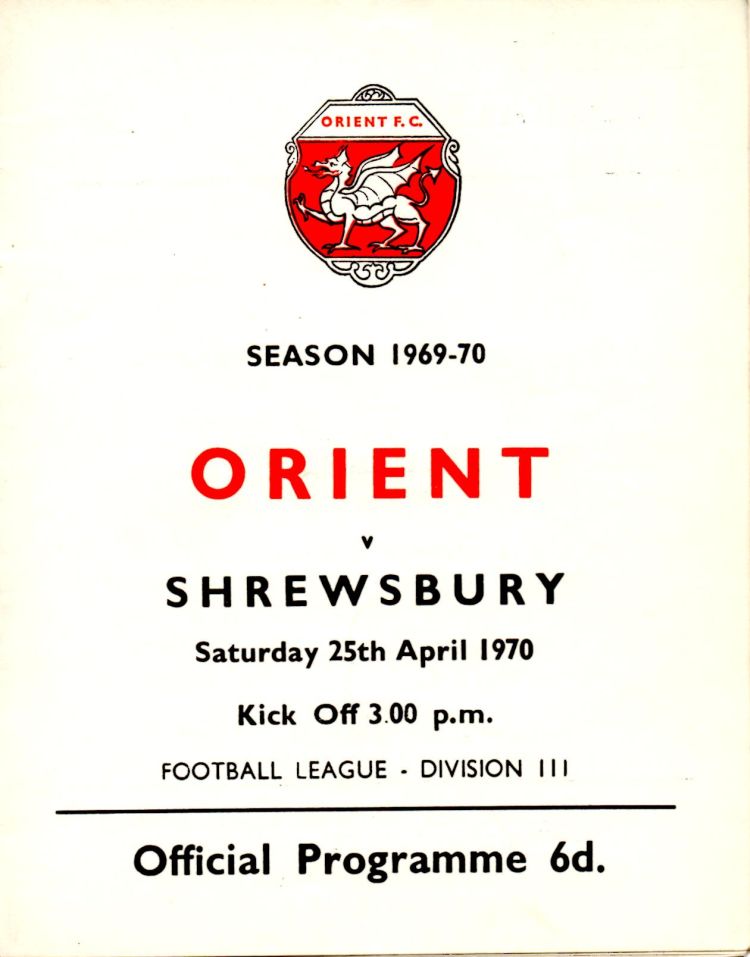 ORIENT F.C.
SEASON 1969-70
ORIENT
v
SHREWSBURY
Saturday 25th April 1970
Kick Off 3.00 p.m.
FOOTBALL LEAGUE - DIVISION III
Official Programme 6d.